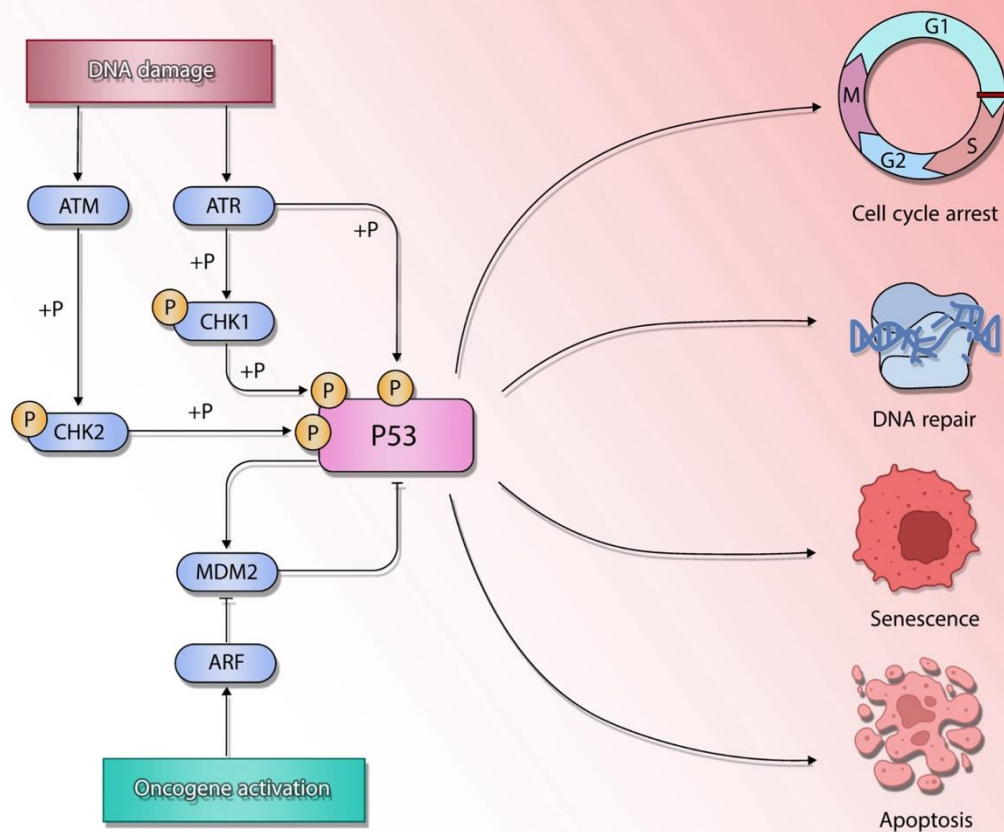 DNA damage
G1
M
S
G2
Cell cycle arrest
ATM
ATR
+P
+P
+P
P
CHK1
+P
P
P
P
CHK2
+P
P
P53
DNA repair
MDM2
Senescence
ARF
Oncogene activation
Apoptosis